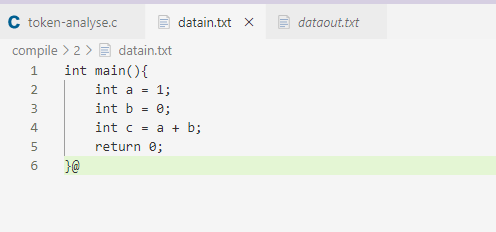 C token-analyse.c datain.txt × dataout.txt
compile > 2 > datain.txt
1 int main(){
2     int a = 1;
3     int b = 0;
4     int c = a + b;
5     return 0;
6 }@